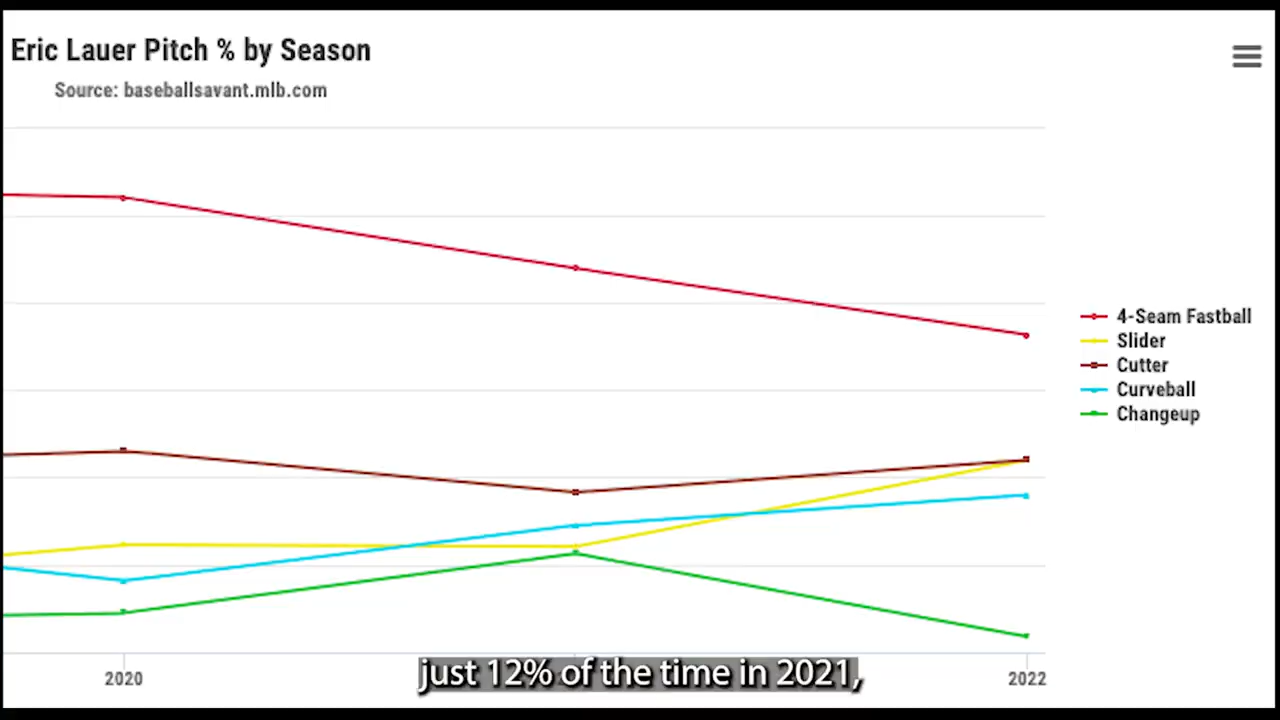 Eric Lauer Pitch % by Season
Source: baseballsavant.mlb.com
4-Seam Fastball
Slider
Cutter
Curveball
Changeup
2020
2022
just 12% of the time in 2021,